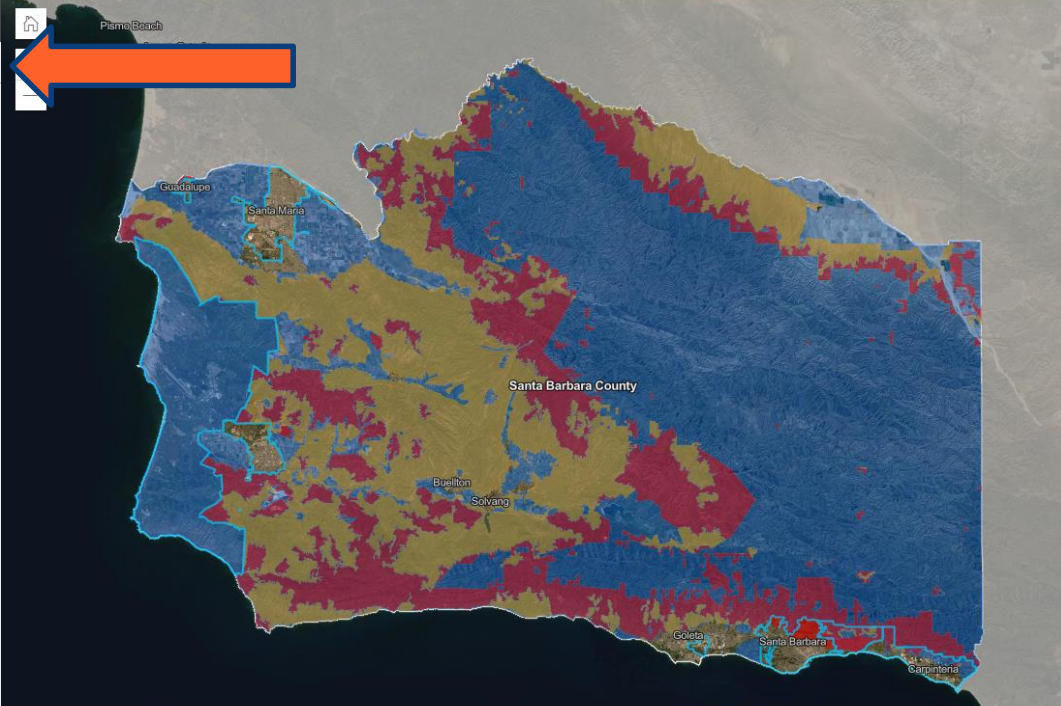 Pismo Beach
Guadalupe
Santa Maria
Santa Barbara County
Buellton
Solvang
Goleta
Santa Barbara
Carpinteria